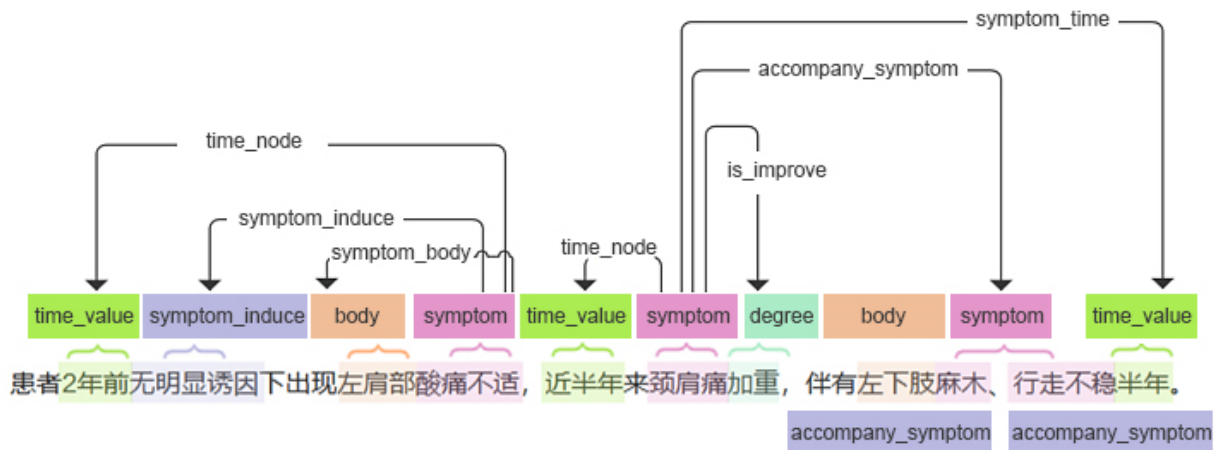 symptom_time
accompany_symptom
time_node
is_improve
symptom_induce
symptom_body
time_node
time_value symptom_induce body symptom time_value symptom degree body symptom time_value
患者2年前无明显诱因下出现左肩部酸痛不适，近半年来颈肩痛加重，伴有左下肢麻木、行走不稳半年。
accompany_symptom accompany_symptom